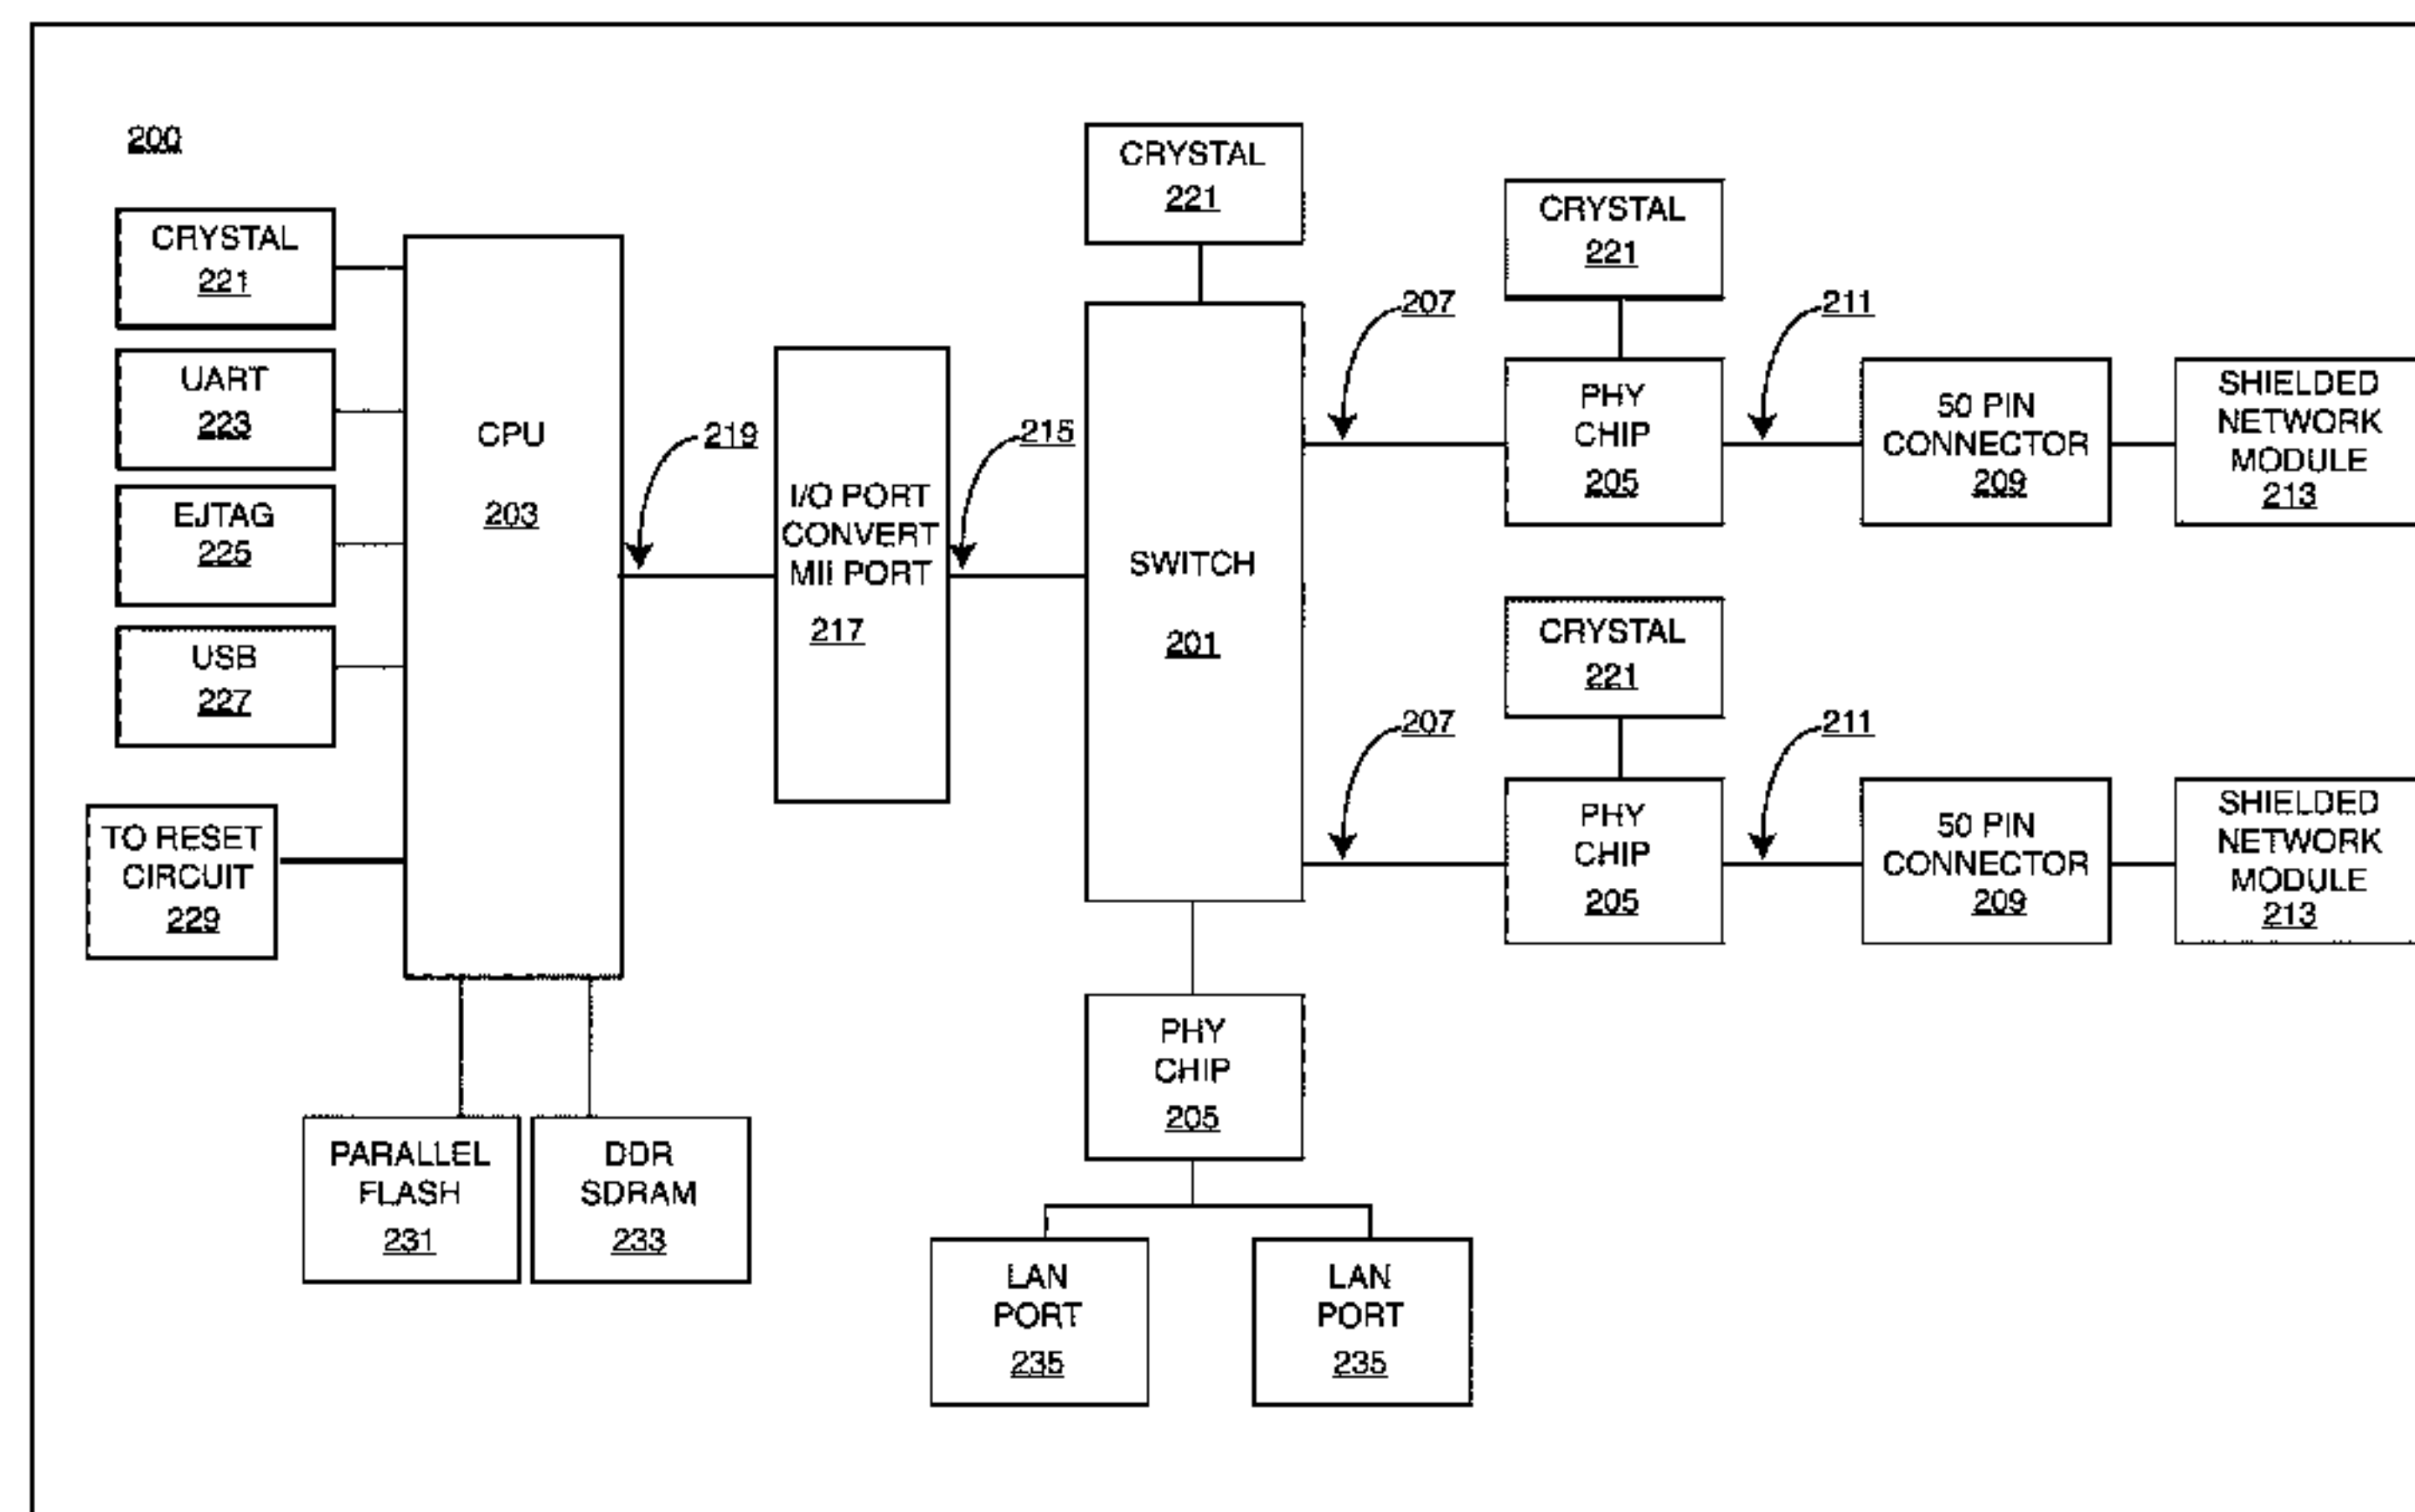 200
CRYSTAL
221
UART
223
EJTAG
225
USB
227
TO RESET
CIRCUIT
229
CPU
203
PARALLEL
FLASH
231
DDR
SDRAM
233
219
I/O PORT
CONVERT
MII PORT
217
215
CRYSTAL
221
SWITCH
201
PHY
CHIP
205
LAN
PORT
235
LAN
PORT
235
207
CRYSTAL
221
PHY
CHIP
205
211
50 PIN
CONNECTOR
209
SHIELDED
NETWORK
MODULE
213
207
CRYSTAL
221
PHY
CHIP
205
211
50 PIN
CONNECTOR
209
SHIELDED
NETWORK
MODULE
213